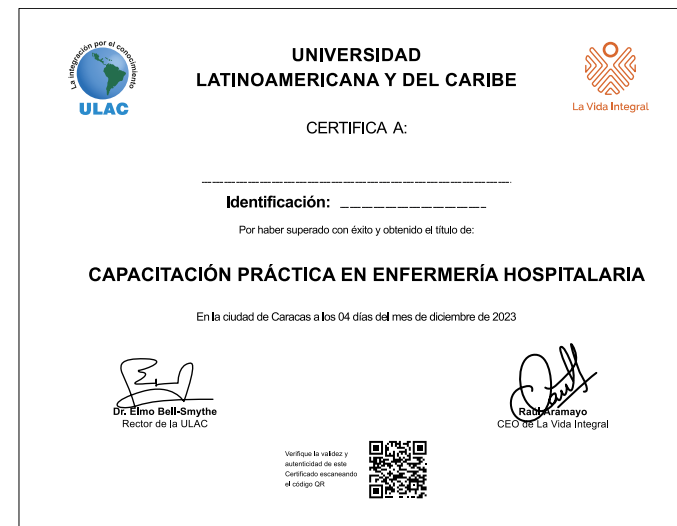 La integración por el conocimiento
ULAC
UNIVERSIDAD
LATINOAMERICANA Y DEL CARIBE
La Vida Integral
CERTIFICA A:
Identificación:
Por haber superado con éxito y obtenido el título de:
CAPACITACIÓN PRÁCTICA EN ENFERMERÍA HOSPITALARIA
En la ciudad de Caracas a los 04 días del mes de diciembre de 2023
Dr. Elmo Bell-Smythe
Rector de la ULAC
Raúl Aramayo
CEO de La Vida Integral
Verifique la validez y
autenticidad de este
Certificado escaneando
el código QR